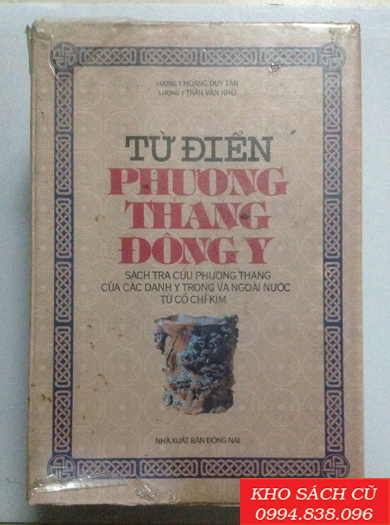 LƯƠNG Y HOÀNG DUY TÂN
LƯƠNG Y TRẦN VĂN NHỦ
TỪ ĐIỂN
PHƯƠNG
THANG
ĐÔNG Y
SÁCH TRA CỨU PHƯƠNG THANG
CỦA CÁC DANH Y TRONG VÀ NGOÀI NƯỚC
TỪ CỔ CHÍ KIM
NHÀ XUẤT BẢN ĐỒNG NAI
KHO SÁCH CŨ
0994.838.096